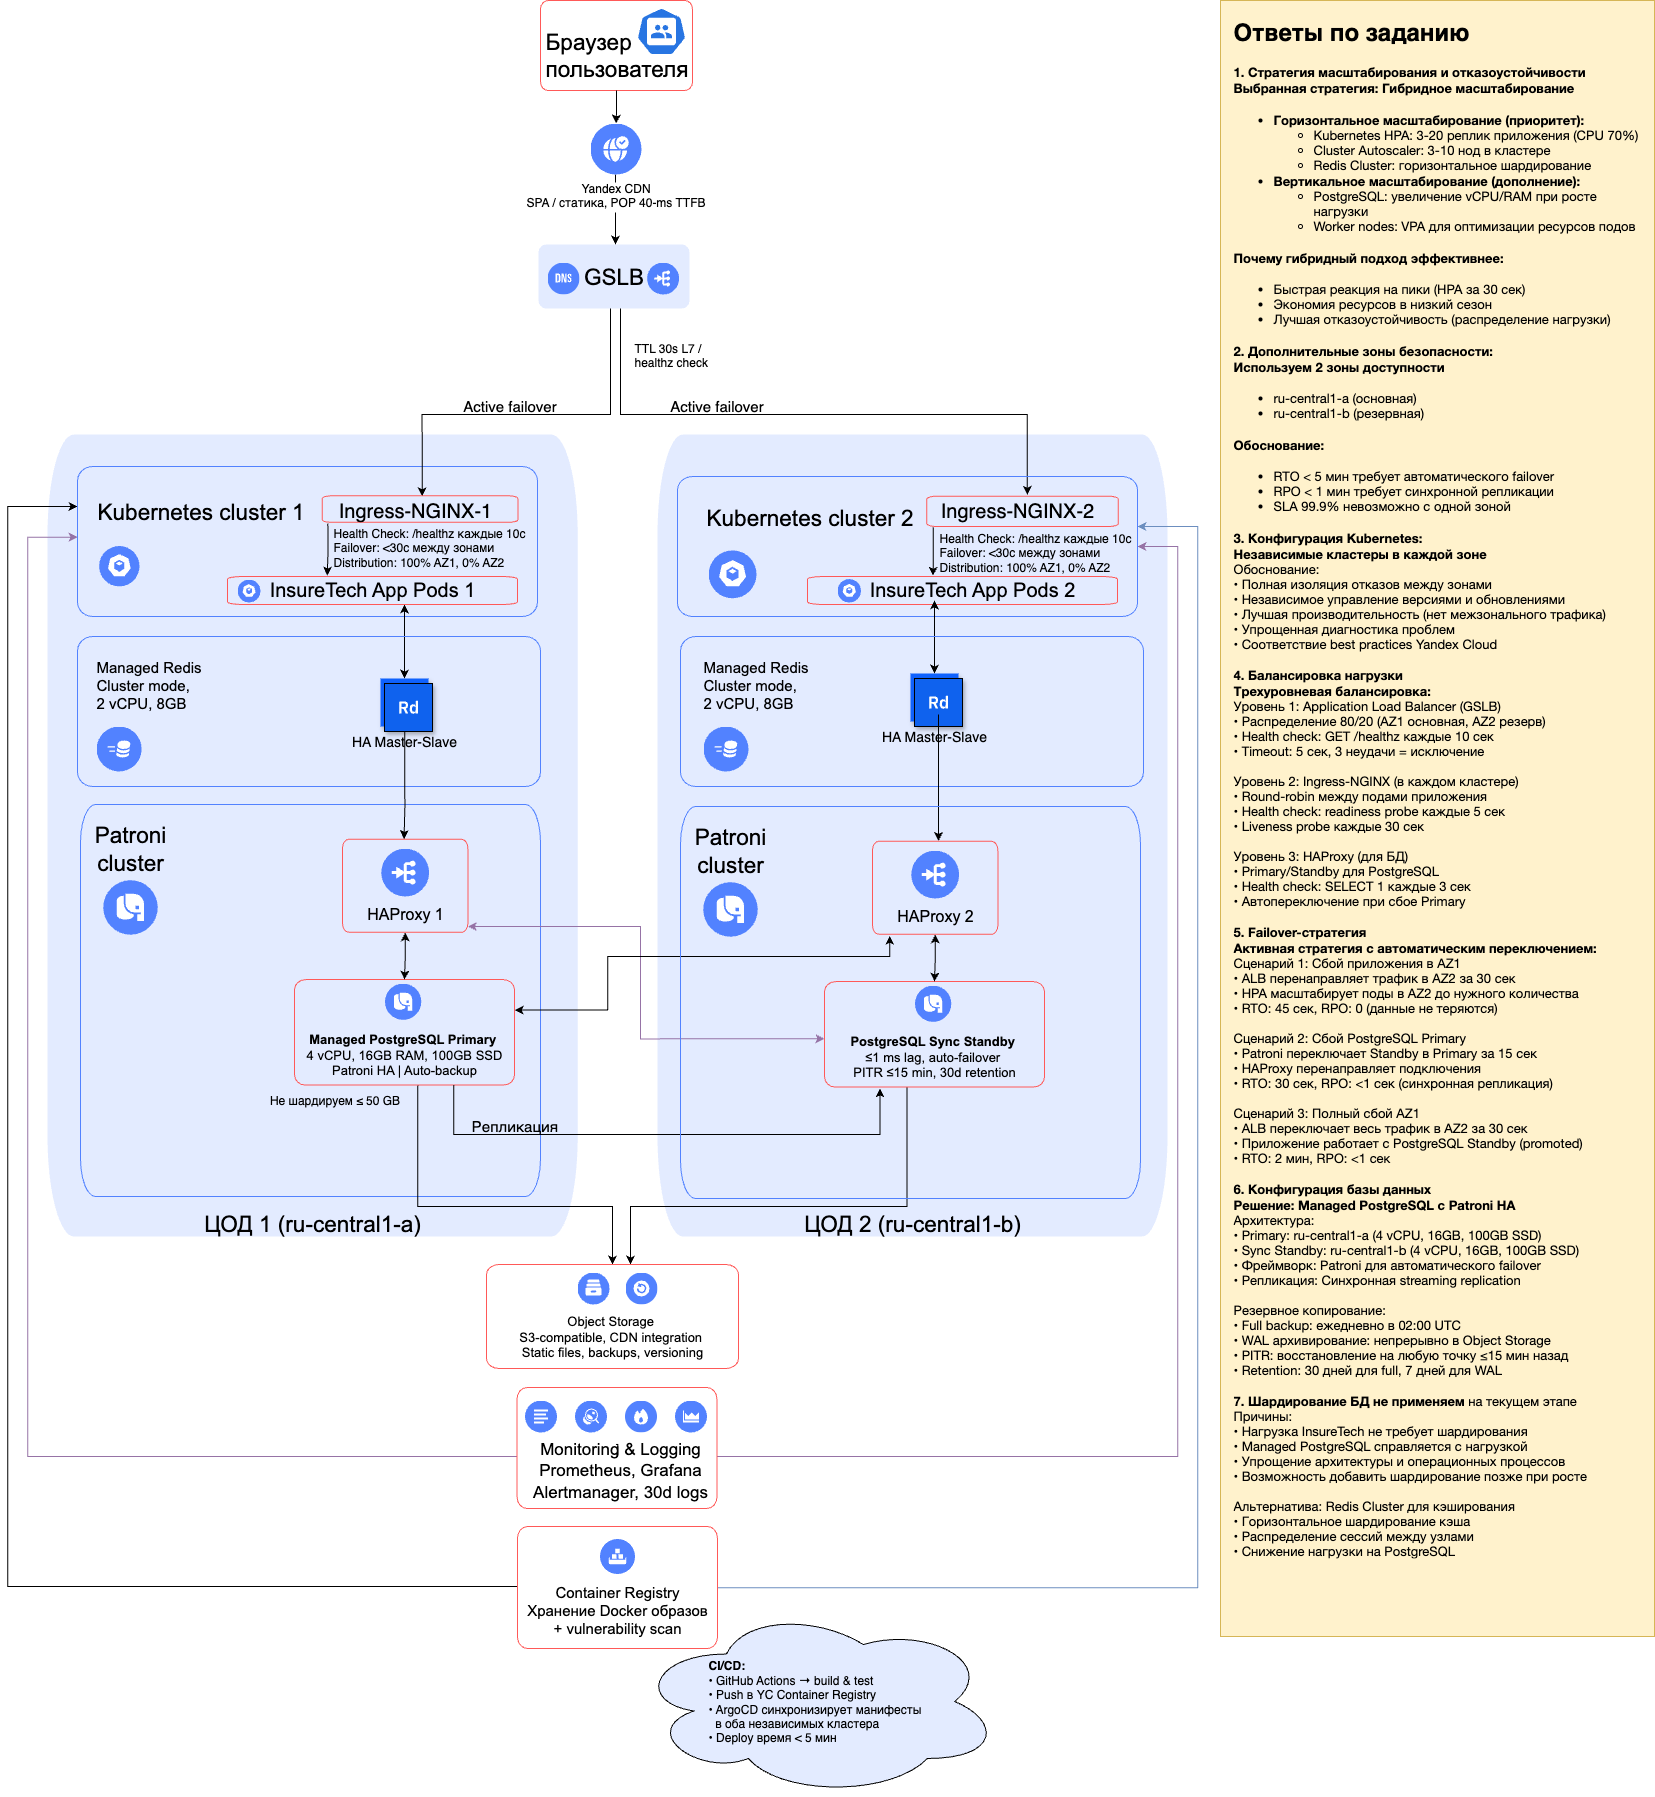 Браузер
пользователя
Yandex CDN
SPA / статика, POP 40-ms TTFB
DNS
GSLB
TTL 30s L7 /
healthz check
Active failover
Active failover
Kubernetes cluster 1
Ingress-NGINX-1
Health Check: /healthz каждые 10с
Failover: <30с между зонами
Distribution: 100% AZ1, 0% AZ2
InsureTech App Pods 1
Managed Redis
Cluster mode,
2 vCPU, 8GB
Rd
HA Master-Slave
Patroni
cluster
HAProxy 1
Managed PostgreSQL Primary
4 vCPU, 16GB RAM, 100GB SSD
Patroni HA | Auto-backup
Не шардируем ≤ 50 GB
Репликация
ЦОД 1 (ru-central1-a)
Kubernetes cluster 2
Ingress-NGINX-2
Health Check: /healthz каждые 10с
Failover: <30с между зонами
Distribution: 100% AZ1, 0% AZ2
InsureTech App Pods 2
Managed Redis
Cluster mode,
2 vCPU, 8GB
Rd
HA Master-Slave
Patroni
cluster
HAProxy 2
PostgreSQL Sync Standby
≤1 ms lag, auto-failover
PITR ≤15 min, 30d retention
ЦОД 2 (ru-central1-b)
Object Storage
S3-compatible, CDN integration
Static files, backups, versioning
Monitoring & Logging
Prometheus, Grafana
Alertmanager, 30d logs
Container Registry
Хранение Docker образов
+ vulnerability scan
CI/CD:
• GitHub Actions → build & test
• Push в YC Container Registry
• ArgoCD синхронизирует манифесты
в оба независимых кластера
• Deploy время < 5 мин
Ответы по заданию
1. Стратегия масштабирования и отказоустойчивости
Выбранная стратегия: Гибридное масштабирование
• Горизонтальное масштабирование (приоритет):
◦ Kubernetes HPA: 3-20 реплик приложения (CPU 70%)
◦ Cluster Autoscaler: 3-10 нод в кластере
◦ Redis Cluster: горизонтальное шардирование
• Вертикальное масштабирование (дополнение):
◦ PostgreSQL: увеличение vCPU/RAM при росте
нагрузки
◦ Worker nodes: VPA для оптимизации ресурсов подов
Почему гибридный подход эффективнее:
• Быстрая реакция на пики (HPA за 30 сек)
• Экономия ресурсов в низкий сезон
• Лучшая отказоустойчивость (распределение нагрузки)
2. Дополнительные зоны безопасности:
Используем 2 зоны доступности
• ru-central1-a (основная)
• ru-central1-b (резервная)
Обоснование:
• RTO < 5 мин требует автоматического failover
• RPO < 1 мин требует синхронной репликации
• SLA 99.9% невозможно с одной зоной
3. Конфигурация Kubernetes:
Независимые кластеры в каждой зоне
Обоснование:
• Полная изоляция отказов между зонами
• Независимое управление версиями и обновлениями
• Лучшая производительность (нет межзонального трафика)
• Упрощенная диагностика проблем
• Соответствие best practices Yandex Cloud
4. Балансировка нагрузки
Трехуровневая балансировка:
Уровень 1: Application Load Balancer (GSLB)
• Распределение 80/20 (AZ1 основная, AZ2 резерв)
• Health check: GET /healthz каждые 10 сек
• Timeout: 5 сек, 3 неудачи = исключение
Уровень 2: Ingress-NGINX (в каждом кластере)
• Round-robin между подами приложения
• Health check: readiness probe каждые 5 сек
• Liveness probe каждые 30 сек
Уровень 3: HAProxy (для БД)
• Primary/Standby для PostgreSQL
• Health check: SELECT 1 каждые 3 сек
• Автопереключение при сбое Primary
5. Failover-стратегия
Активная стратегия с автоматическим переключением:
Сценарий 1: Сбой приложения в AZ1
• ALB перенаправляет трафик в AZ2 за 30 сек
• HPA масштабирует поды в AZ2 до нужного количества
• RTO: 45 сек, RPO: 0 (данные не теряются)
Сценарий 2: Сбой PostgreSQL Primary
• Patroni переключает Standby в Primary за 15 сек
• HAProxy перенаправляет подключения
• RTO: 30 сек, RPO: <1 сек (синхронная репликация)
Сценарий 3: Полный сбой AZ1
• ALB переключает весь трафик в AZ2 за 30 сек
• Приложение работает с PostgreSQL Standby (promoted)
• RTO: 2 мин, RPO: <1 сек
6. Конфигурация базы данных
Решение: Managed PostgreSQL с Patroni HA
Архитектура:
• Primary: ru-central1-a (4 vCPU, 16GB, 100GB SSD)
• Sync Standby: ru-central1-b (4 vCPU, 16GB, 100GB SSD)
• Фреймворк: Patroni для автоматического failover
• Репликация: Синхронная streaming replication
Резервное копирование:
• Full backup: ежедневно в 02:00 UTC
• WAL архивирование: непрерывно в Object Storage
• PITR: восстановление на любую точку ≤15 мин назад
• Retention: 30 дней для full, 7 дней для WAL
7. Шардирование БД не применяем на текущем этапе
Причины:
• Нагрузка InsureTech не требует шардирования
• Managed PostgreSQL справляется с нагрузкой
• Упрощение архитектуры и операционных процессов
• Возможность добавить шардирование позже при росте
Альтернатива: Redis Cluster для кэширования
• Горизонтальное шардирование кэша
• Распределение сессий между узлами
• Снижение нагрузки на PostgreSQL